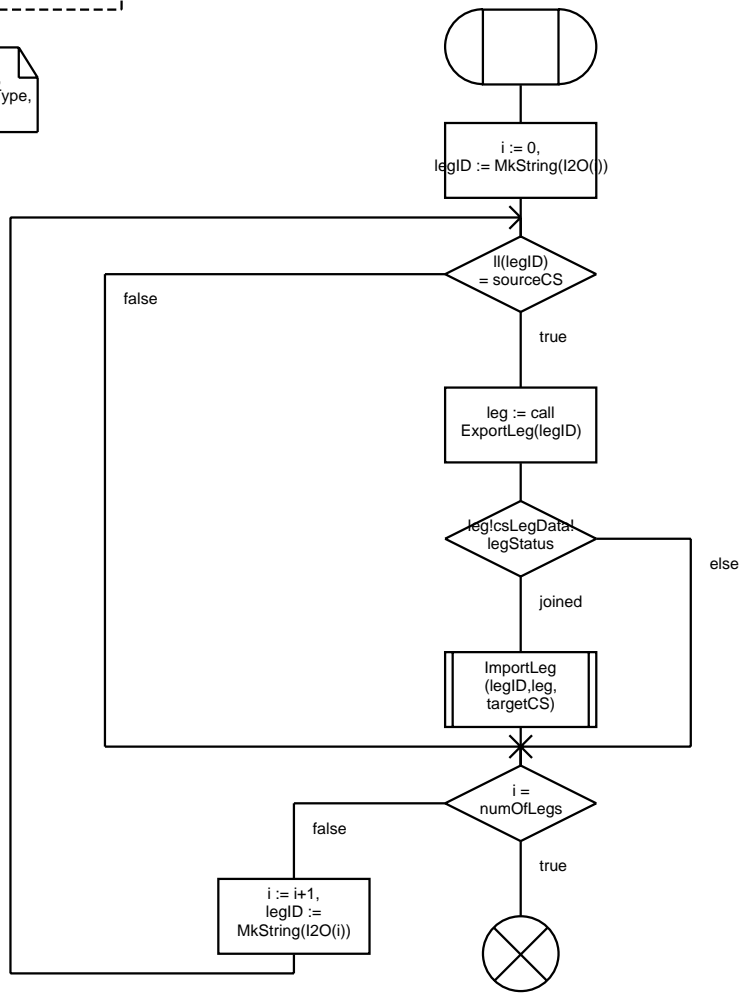 ype,
i := 0,
legID := MkString(I2O(i))
ll(legID)
= sourceCS
false
true
leg := call
ExportLeg(legID)
leg!csLegData!
legStatus
else
joined
ImportLeg
(legID,leg,
targetCS)
i =
numOfLegs
false
true
i := i+1,
legID :=
MkString(I2O(i))